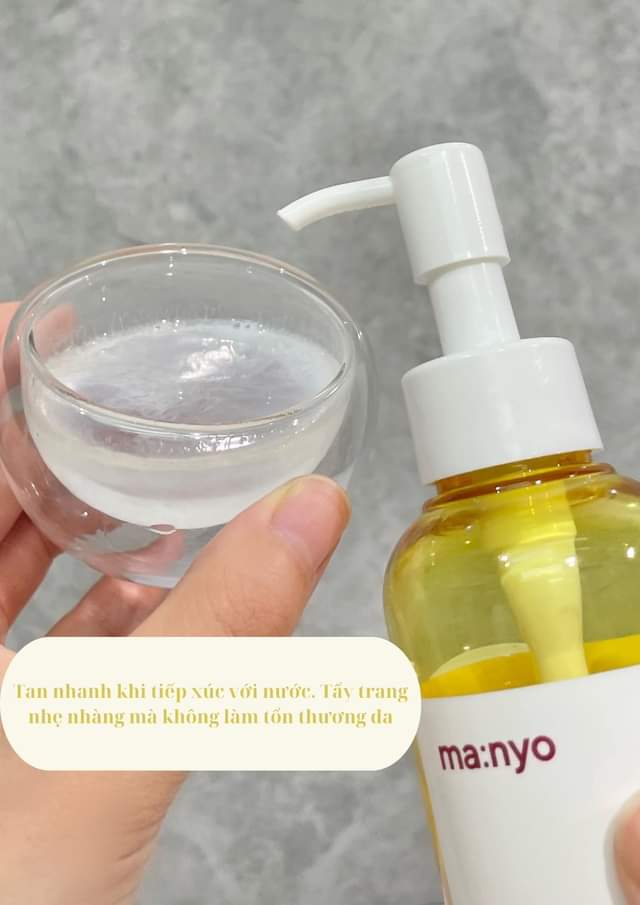 Tan nhanh khi tiếp xúc với nước. Tẩy trang
nhẹ nhàng mà không làm tổn thương da
ma:nyo